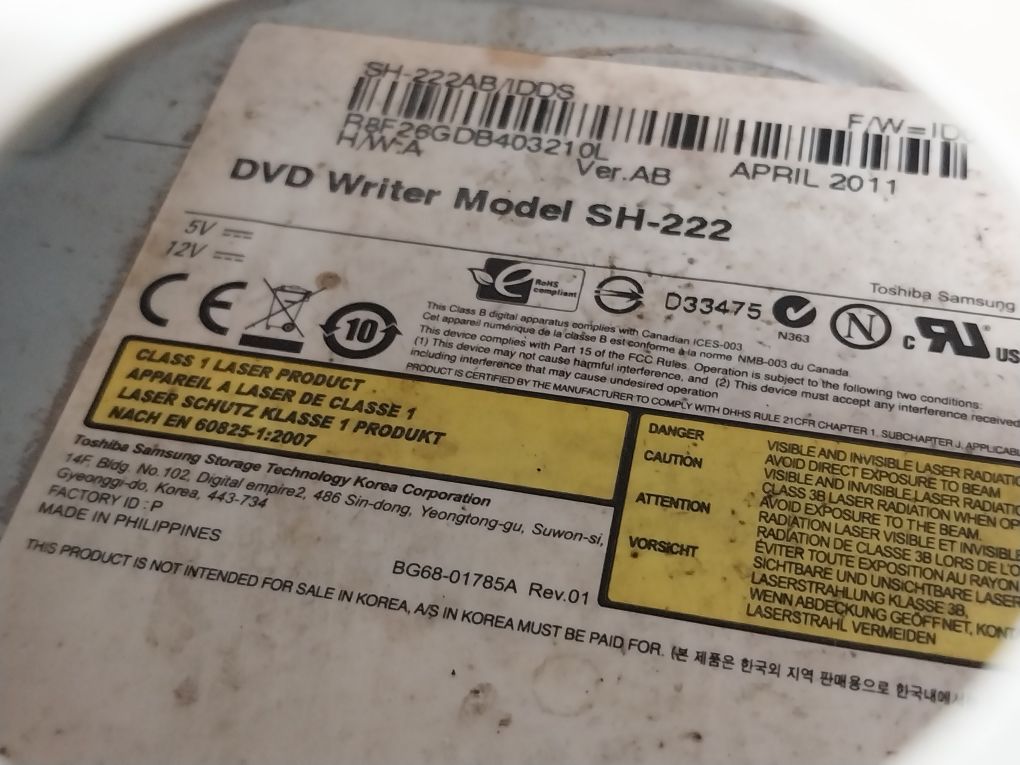 SH-222AB/IDDS
R8F26GDB403210L
F/W=ID
H/W-A
Ver.AB
APRIL 2011
DVD Writer Model SH-222
5V
12V
Toshiba Samsung
CE
10
RoHS
compliant
D33475
N363
N
c RU US
This Class B digital apparatus complies with Canadian ICES-003.
Cet appareil numérique de la classe B est conforme à la norme NMB-003 du Canada.
This device complies with Part 15 of the FCC Rules. Operation is subject to the following two conditions:
(1) This device may not cause harmful interference, and (2) This device must accept any interference received
including interference that may cause undesired operation
PRODUCT IS CERTIFIED BY THE MANUFACTURER TO COMPLY WITH DHHS RULE 21CFR CHAPTER 1. SUBCHAPTER J. APPLICABL
CLASS 1 LASER PRODUCT
APPAREIL A LASER DE CLASSE 1
LASER SCHUTZ KLASSE 1 PRODUKT
NACH EN 60825-1:2007
DANGER
VISIBLE AND INVISIBLE LASER RADIATIO
AVOID DIRECT EXPOSURE TO BEAM
CAUTION
VISIBLE AND INVISIBLE LASER RADIATIO
CLASS 3B LASER RADIATION WHEN OP
AVOID EXPOSURE TO THE BEAM.
ATTENTION
RADIATION LASER VISIBLE ET INVISIBLE
RADIATION DE CLASSE 3B LORS DE L'O
ÉVITER TOUTE EXPOSITION AU RAYON
VORSICHT
SICHTBARE UND UNSICHTBARE LASER
LASERSTRAHLUNG KLASSE 3B,
WENN ABDECKUNG GEÖFFNET, KONT
LASERSTRAHL VERMEIDEN
Toshiba Samsung Storage Technology Korea Corporation
14F, Bldg. No.102, Digital empire2, 486 Sin-dong, Yeongtong-gu, Suwon-si,
Gyeonggi-do, Korea, 443-734
FACTORY ID : P
MADE IN PHILIPPINES
BG68-01785A Rev.01
THIS PRODUCT IS NOT INTENDED FOR SALE IN KOREA, A/S IN KOREA MUST BE PAID FOR. (본 제품은 한국외 지역 판매용으로 한국내에서